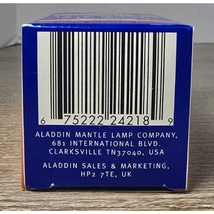 6 75222 24218 9
ALADDIN MANTLE LAMP COMPANY,
681 INTERNATIONAL BLVD.
CLARKSVILLE TN37040, USA
ALADDIN SALES & MARKETING,
HP2 7TE, UK